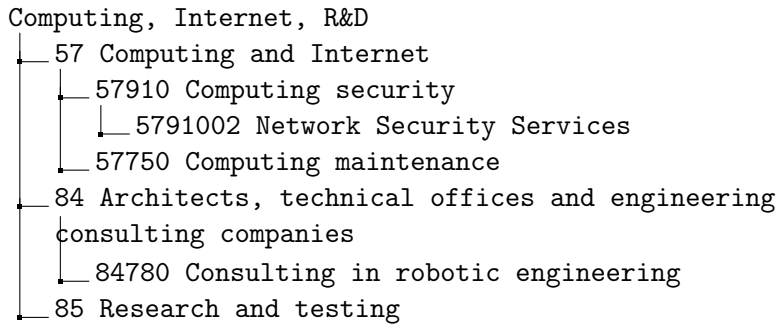 Computing, Internet, R&D
57 Computing and Internet
57910 Computing security
5791002 Network Security Services
57750 Computing maintenance
84 Architects, technical offices and engineering
consulting companies
84780 Consulting in robotic engineering
85 Research and testing